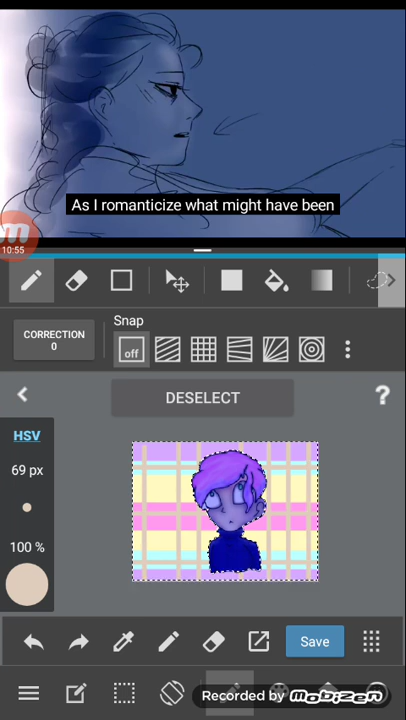 As I romanticize what might have been
10:55
Snap
CORRECTION
0
off
DESELECT
?
HSV
69 px
100 %
Save
Recorded by mobizen